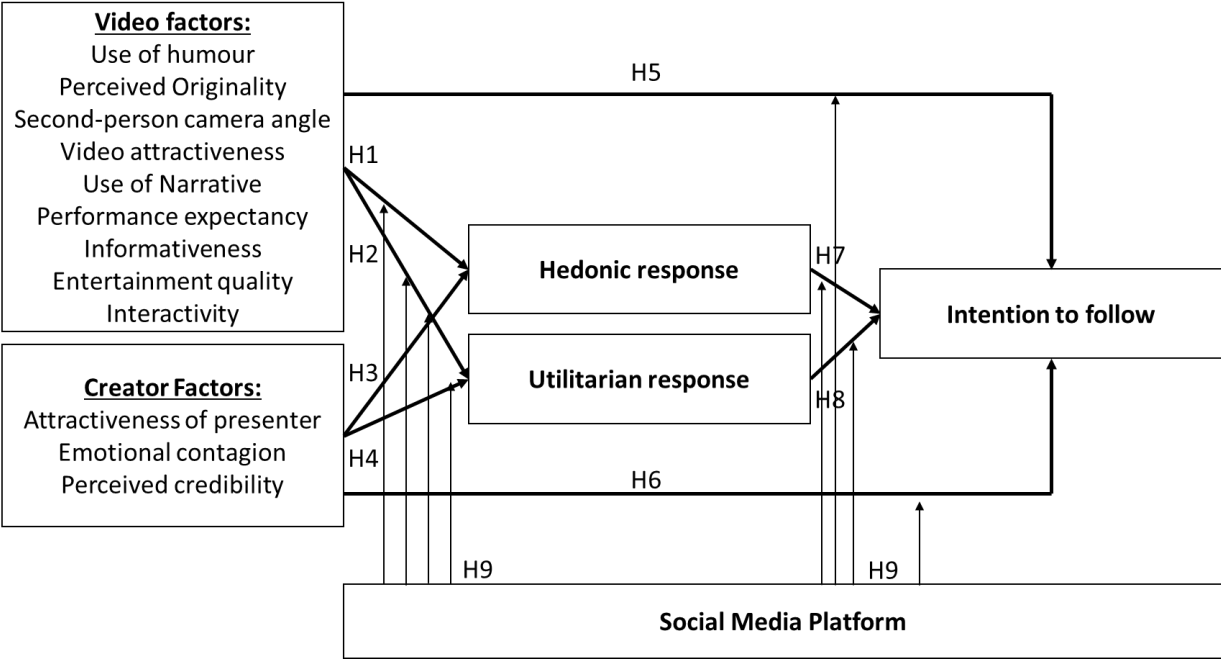 Video factors:
Use of humour
Perceived Originality
Second-person camera angle
Video attractiveness
Use of Narrative
Performance expectancy
Informativeness
Entertainment quality
Interactivity
Creator Factors:
Attractiveness of presenter
Emotional contagion
Perceived credibility
H5
H1
H2
H3
H4
Hedonic response
Utilitarian response
H7
H8
Intention to follow
H6
H9
H9
Social Media Platform